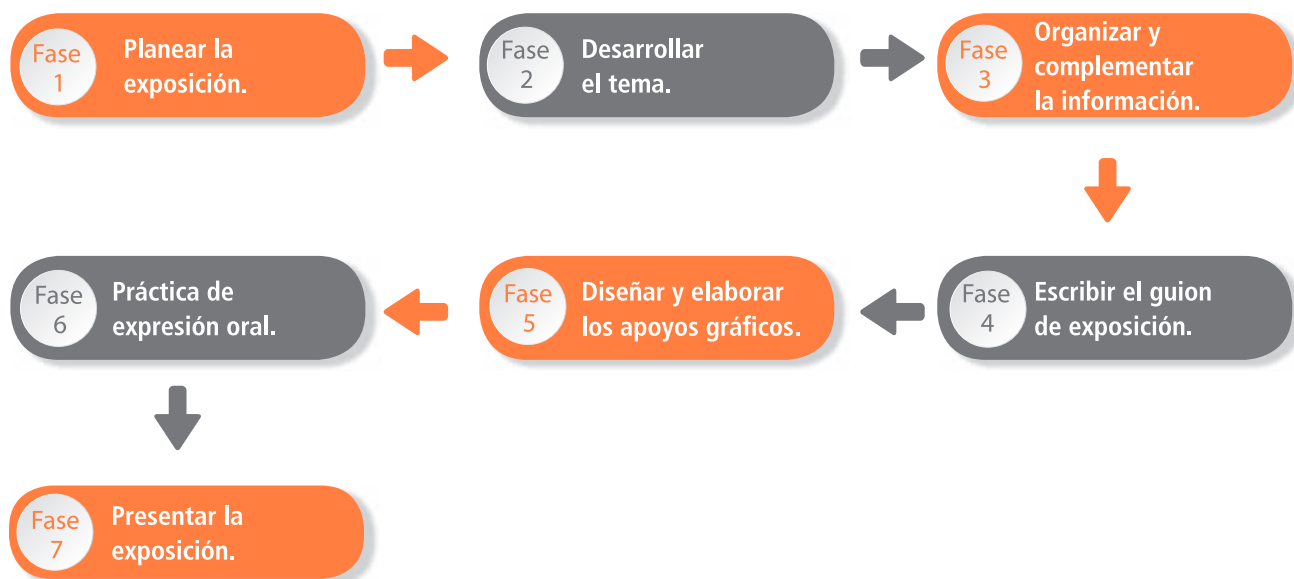 Fase
1
Planear la
exposición.
Fase
2
Desarrollar
el tema.
Fase
3
Organizar y
complementar
la información.
Fase
4
Escribir el guion
de exposición.
Fase
5
Diseñar y elaborar
los apoyos gráficos.
Fase
6
Práctica de
expresión oral.
Fase
7
Presentar la
exposición.